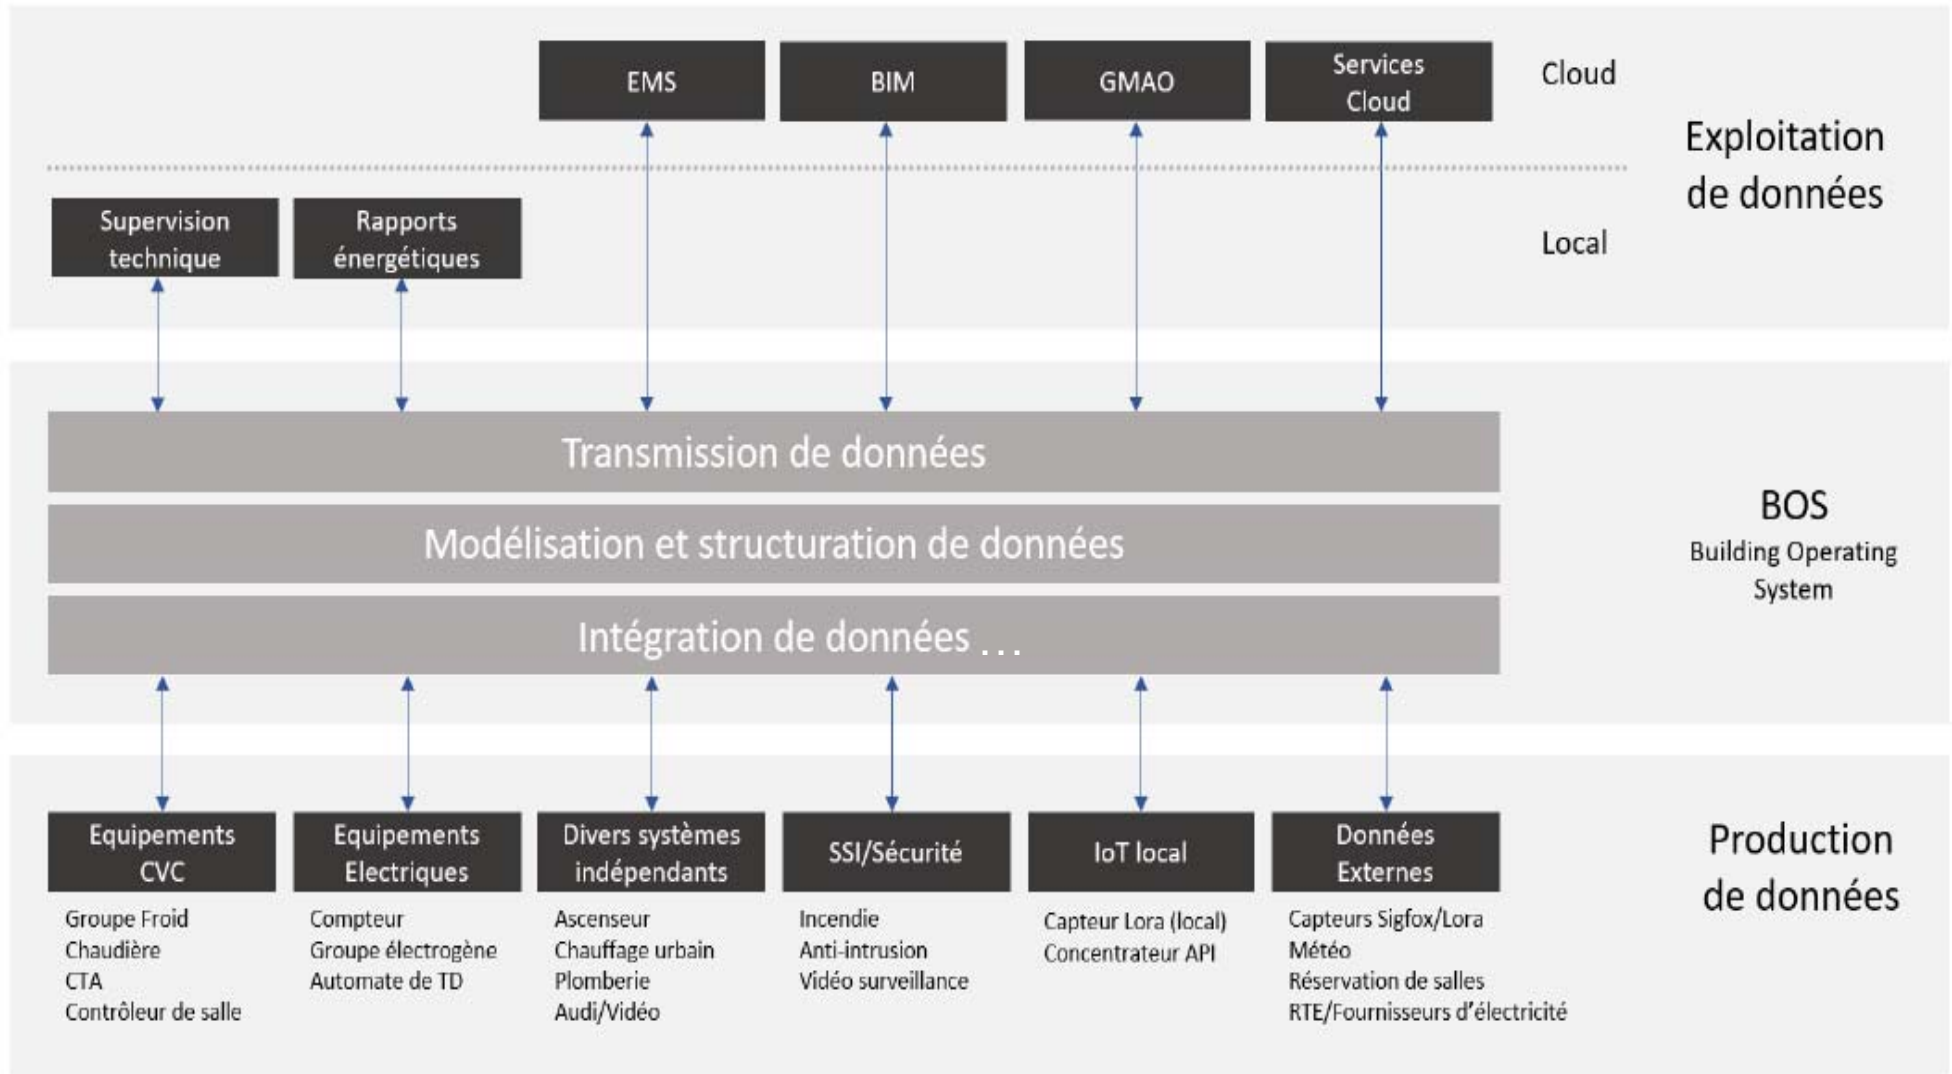 EMS
BIM
GMAO
Services
Cloud
Cloud
Exploitation
de données
Supervision
technique
Rapports
énergétiques
Local
Transmission de données
Modélisation et structuration de données
Intégration de données ...
BOS
Building Operating
System
Equipements
CVC
Groupe Froid
Chaudière
CTA
Contrôleur de salle
Equipements
Electriques
Compteur
Groupe électrogène
Automate de TD
Divers systèmes
indépendants
Ascenseur
Chauffage urbain
Plomberie
Audi/Vidéo
SSI/Sécurité
Incendie
Anti-intrusion
Vidéo surveillance
IoT local
Capteur Lora (local)
Concentrateur API
Données
Externes
Capteurs Sigfox/Lora
Météo
Réservation de salles
RTE/Fournisseurs d'électricité
Production
de données